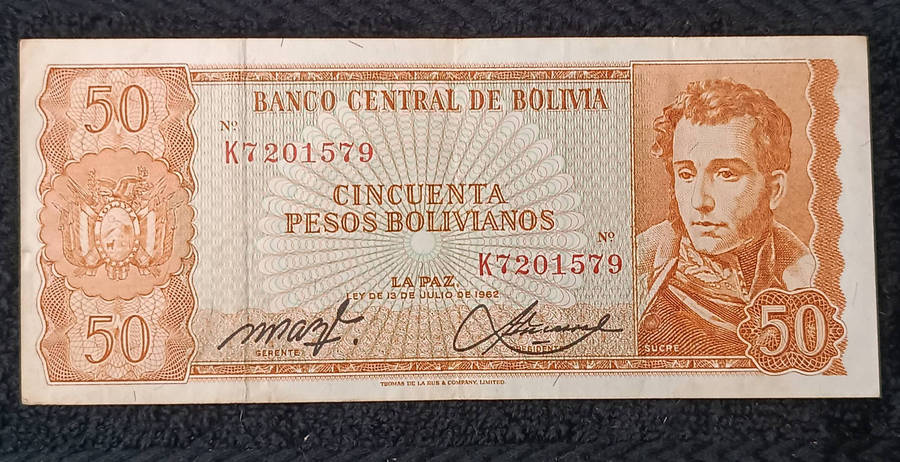 50
BANCO CENTRAL DE BOLIVIA
Nº
K7201579
CINCUENTA
PESOS BOLIVIANOS
Nº
K7201579
LA PAZ,
LEY DE 13 DE JULIO DE 1962
50
GERENTE
SUCRE
50
THOMAS DE LA RUE & COMPANY, LIMITED